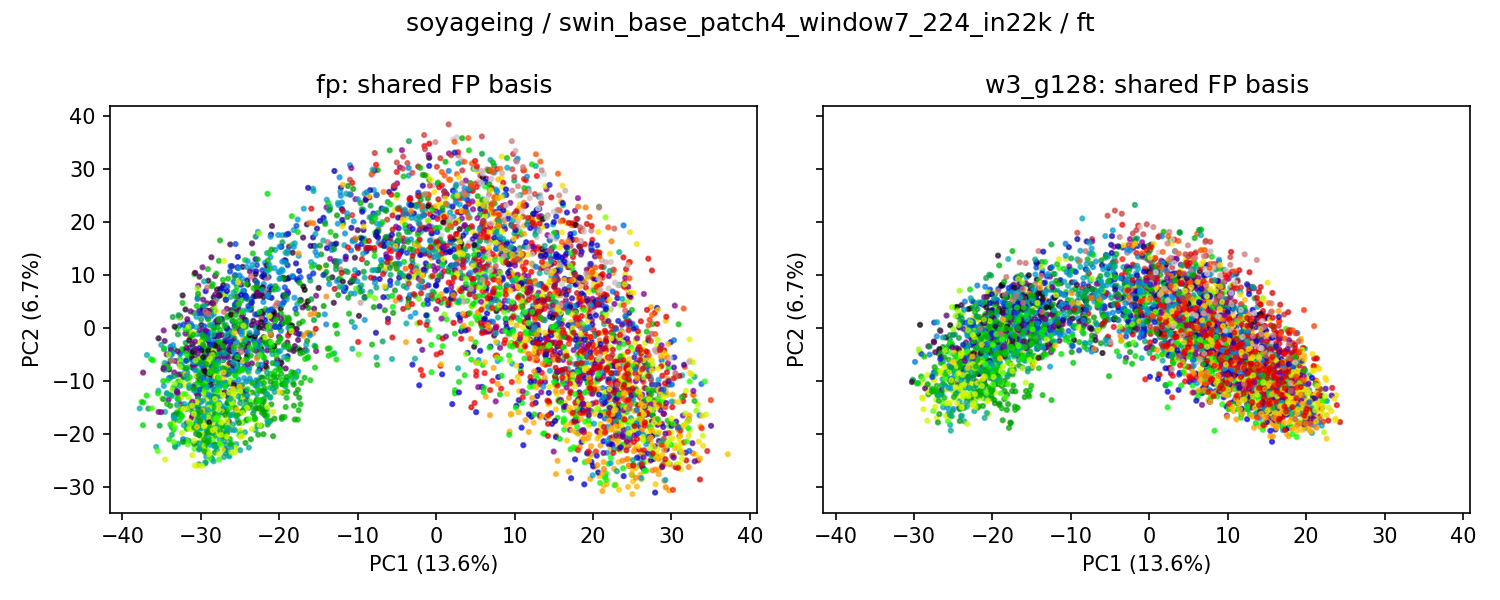 soyageing / swin_base_patch4_window7_224_in22k / ft
fp: shared FP basis
w3_g128: shared FP basis
40
30
20
10
0
−10
−20
−30
PC2 (6.7%)
PC2 (6.7%)
−40 −30 −20 −10 0 10 20 30 40
−40 −30 −20 −10 0 10 20 30 40
PC1 (13.6%)
PC1 (13.6%)